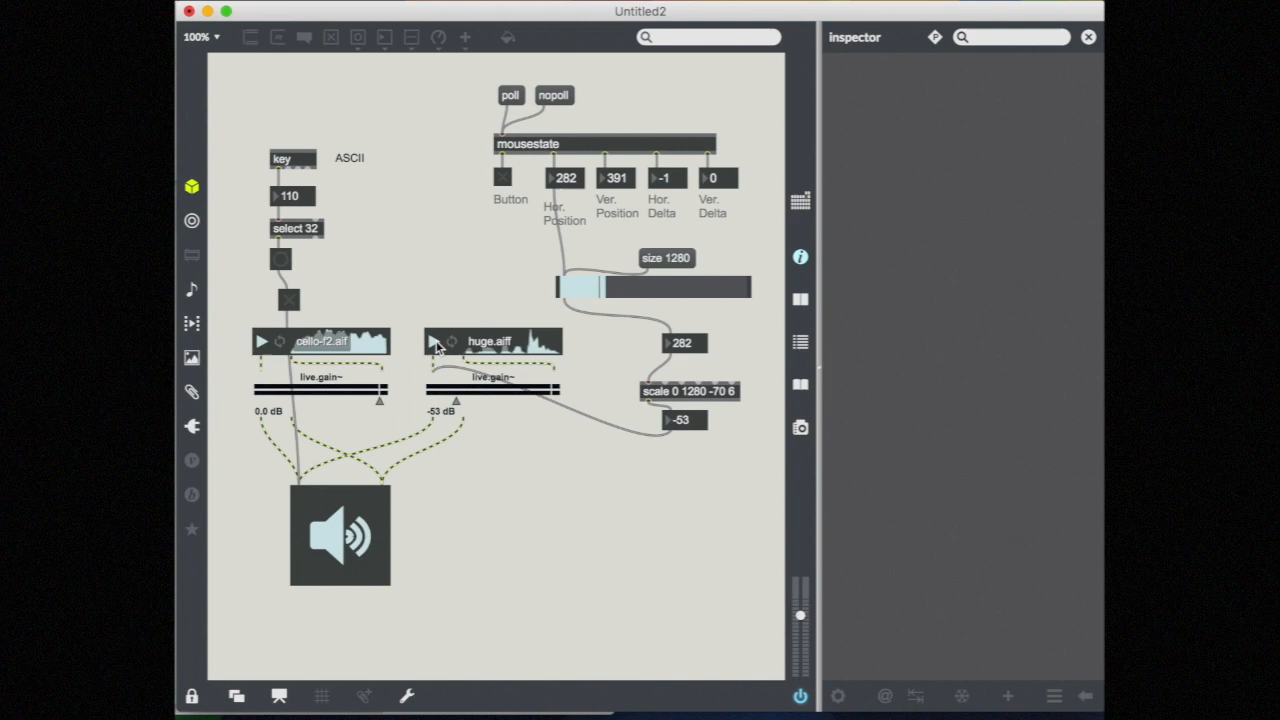 Untitled2
100%
inspector
poll nopoll
mousestate
key ASCII
282 391 -1 0
110
Button Hor. Position Ver. Position Hor. Delta Ver. Delta
select 32
size 1280
cello-f2.aif huge.aiff 282
live.gain~ live.gain~
scale 0 1280 -70 6
0.0 dB -53 dB -53